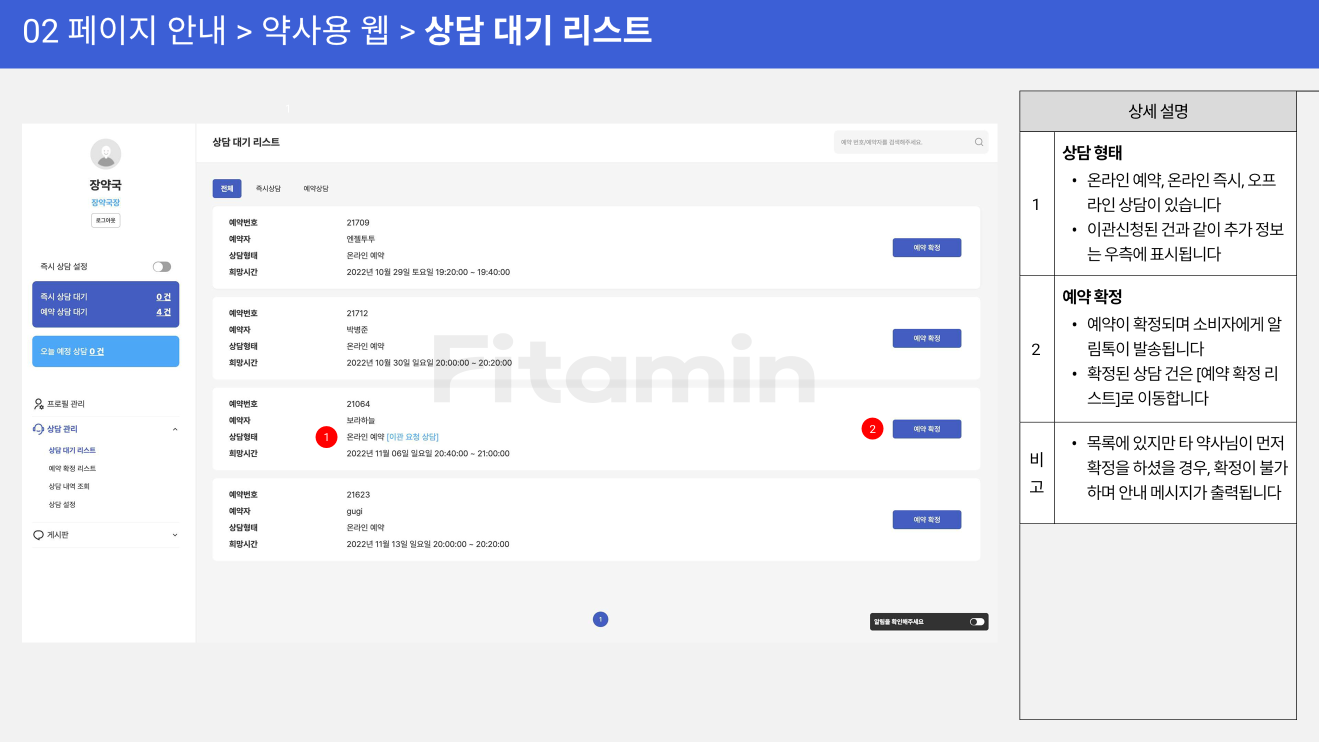 02 페이지 안내 > 약사용 웹 > 상담 대기 리스트
1
장약국
장약국장
로그아웃
즉시 상담 설정
즉시 상담 대기 0 건
예약 상담 대기 4 건
오늘 예정 상담 0 건
프로필 관리
상담 관리
상담 대기 리스트
예약 확정 리스트
상담 내역 조회
상담 설정
게시판
상담 대기 리스트
예약 번호/예약자를 검색해주세요.
전체 즉시상담 예약상담
예약번호 21709
예약자 엔젤투투
상담형태 온라인 예약
희망시간 2022년 10월 29일 토요일 19:20:00 ~ 19:40:00
예약 확정
예약번호 21712
예약자 박병준
상담형태 온라인 예약
희망시간 2022년 10월 30일 일요일 20:00:00 ~ 20:20:00
예약 확정
Fitamin
예약번호 21064
예약자 보라하늘
상담형태 1 온라인 예약 [이관 요청 상담]
희망시간 2022년 11월 06일 일요일 20:40:00 ~ 21:00:00
2 예약 확정
예약번호 21623
예약자 gugi
상담형태 온라인 예약
희망시간 2022년 11월 13일 일요일 20:00:00 ~ 20:20:00
예약 확정
1
알림을 확인해주세요
상세 설명
1
상담 형태
• 온라인 예약, 온라인 즉시, 오프
라인 상담이 있습니다
• 이관신청된 건과 같이 추가 정보
는 우측에 표시됩니다
2
예약 확정
• 예약이 확정되며 소비자에게 알
림톡이 발송됩니다
• 확정된 상담 건은 [예약 확정 리
스트]로 이동합니다
비
고
• 목록에 있지만 타 약사님이 먼저
확정을 하셨을 경우, 확정이 불가
하며 안내 메시지가 출력됩니다